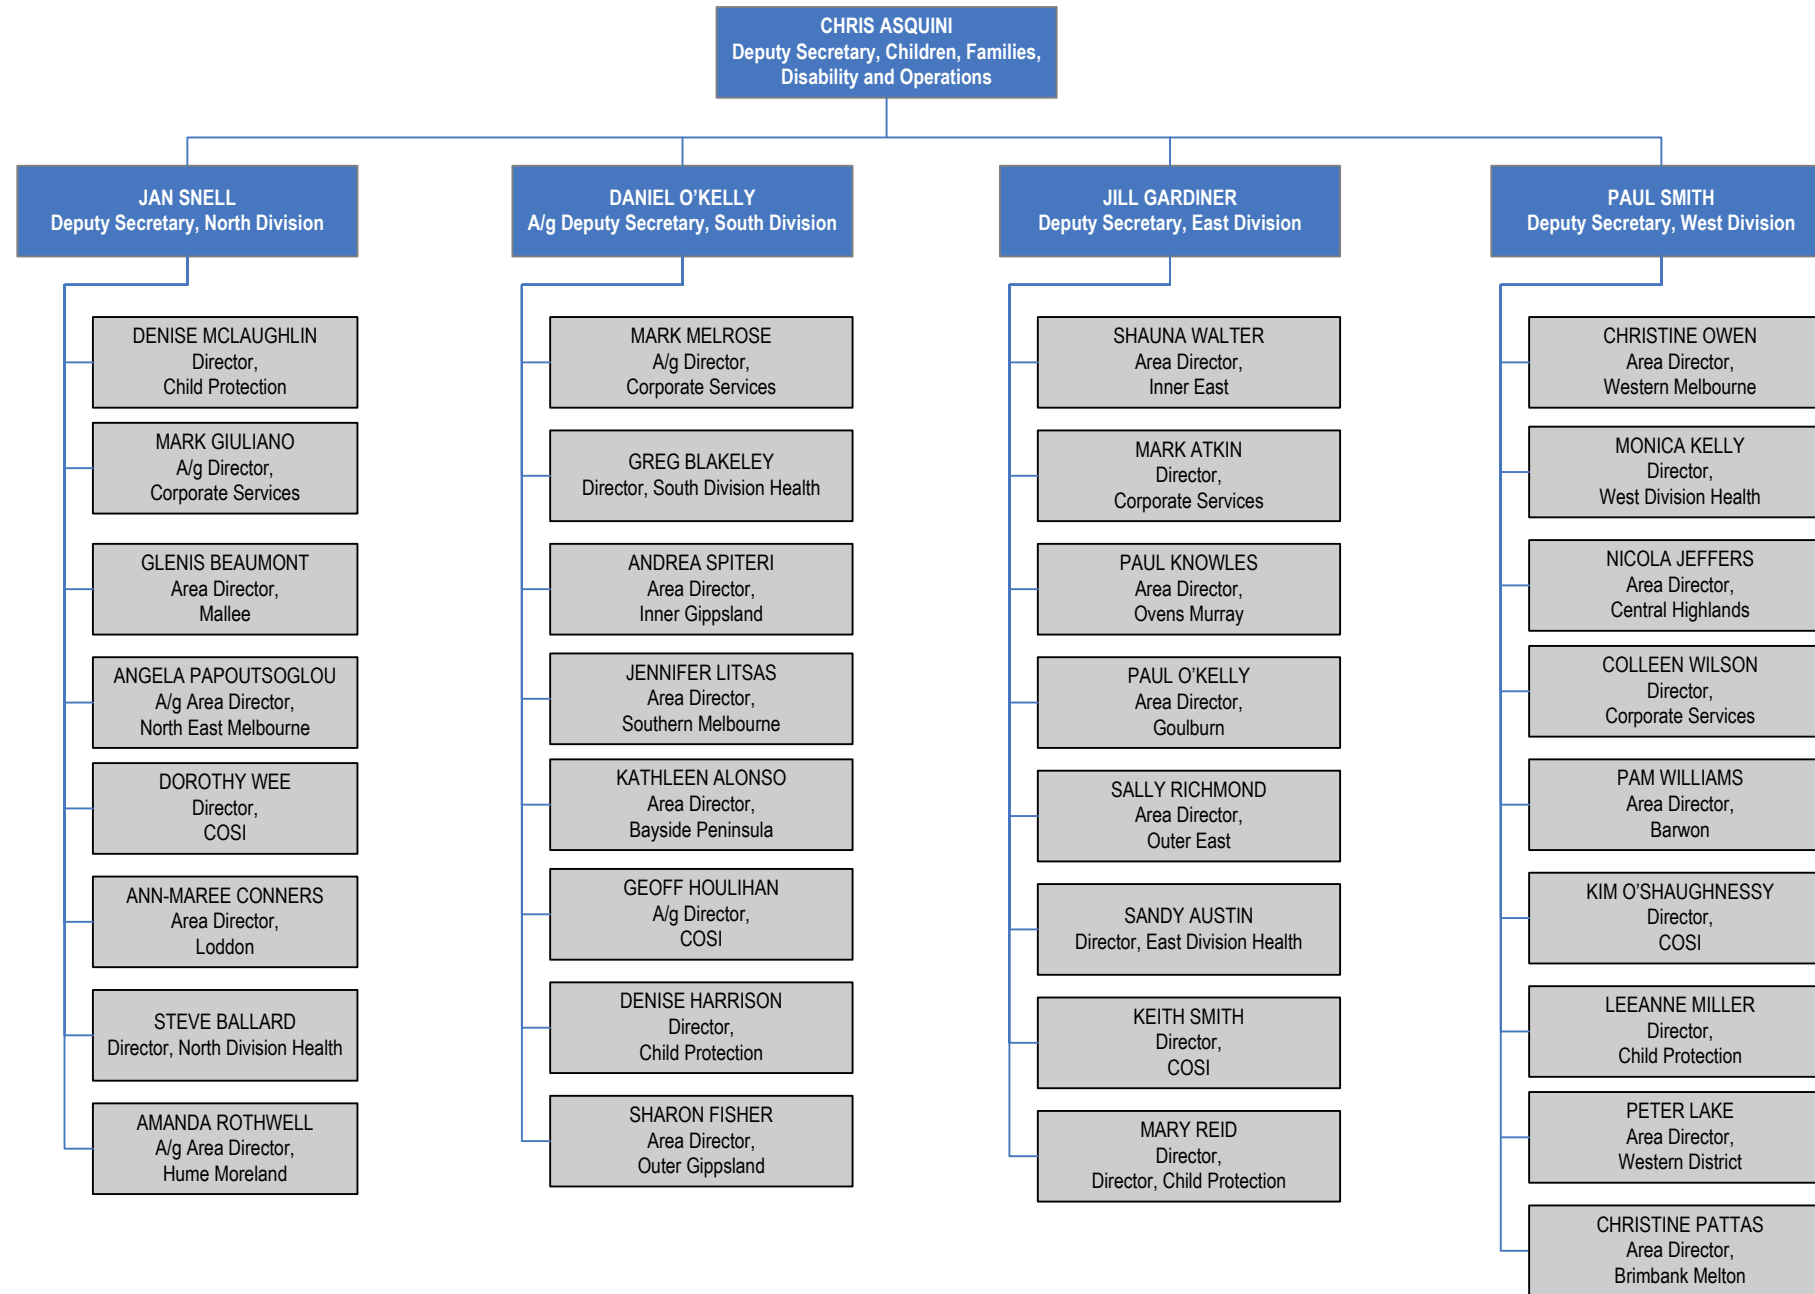 CHRIS ASQUINI
Deputy Secretary, Children, Families,
Disability and Operations
JAN SNELL
Deputy Secretary, North Division
DENISE MCLAUGHLIN
Director,
Child Protection
MARK GIULIANO
A/g Director,
Corporate Services
GLENIS BEAUMONT
Area Director,
Mallee
ANGELA PAPOUTSOGLOU
A/g Area Director,
North East Melbourne
DOROTHY WEE
Director,
COSI
ANN-MAREE CONNERS
Area Director,
Loddon
STEVE BALLARD
Director, North Division Health
AMANDA ROTHWELL
A/g Area Director,
Hume Moreland
DANIEL O’KELLY
A/g Deputy Secretary, South Division
MARK MELROSE
A/g Director,
Corporate Services
GREG BLAKELEY
Director, South Division Health
ANDREA SPITERI
Area Director,
Inner Gippsland
JENNIFER LITSAS
Area Director,
Southern Melbourne
KATHLEEN ALONSO
Area Director,
Bayside Peninsula
GEOFF HOULIHAN
A/g Director,
COSI
DENISE HARRISON
Director,
Child Protection
SHARON FISHER
Area Director,
Outer Gippsland
JILL GARDINER
Deputy Secretary, East Division
SHAUNA WALTER
Area Director,
Inner East
MARK ATKIN
Director,
Corporate Services
PAUL KNOWLES
Area Director,
Ovens Murray
PAUL O’KELLY
Area Director,
Goulburn
SALLY RICHMOND
Area Director,
Outer East
SANDY AUSTIN
Director, East Division Health
KEITH SMITH
Director,
COSI
MARY REID
Director,
Director, Child Protection
PAUL SMITH
Deputy Secretary, West Division
CHRISTINE OWEN
Area Director,
Western Melbourne
MONICA KELLY
Director,
West Division Health
NICOLA JEFFERS
Area Director,
Central Highlands
COLLEEN WILSON
Director,
Corporate Services
PAM WILLIAMS
Area Director,
Barwon
KIM O’SHAUGHNESSY
Director,
COSI
LEEANNE MILLER
Director,
Child Protection
PETER LAKE
Area Director,
Western District
CHRISTINE PATTAS
Area Director,
Brimbank Melton